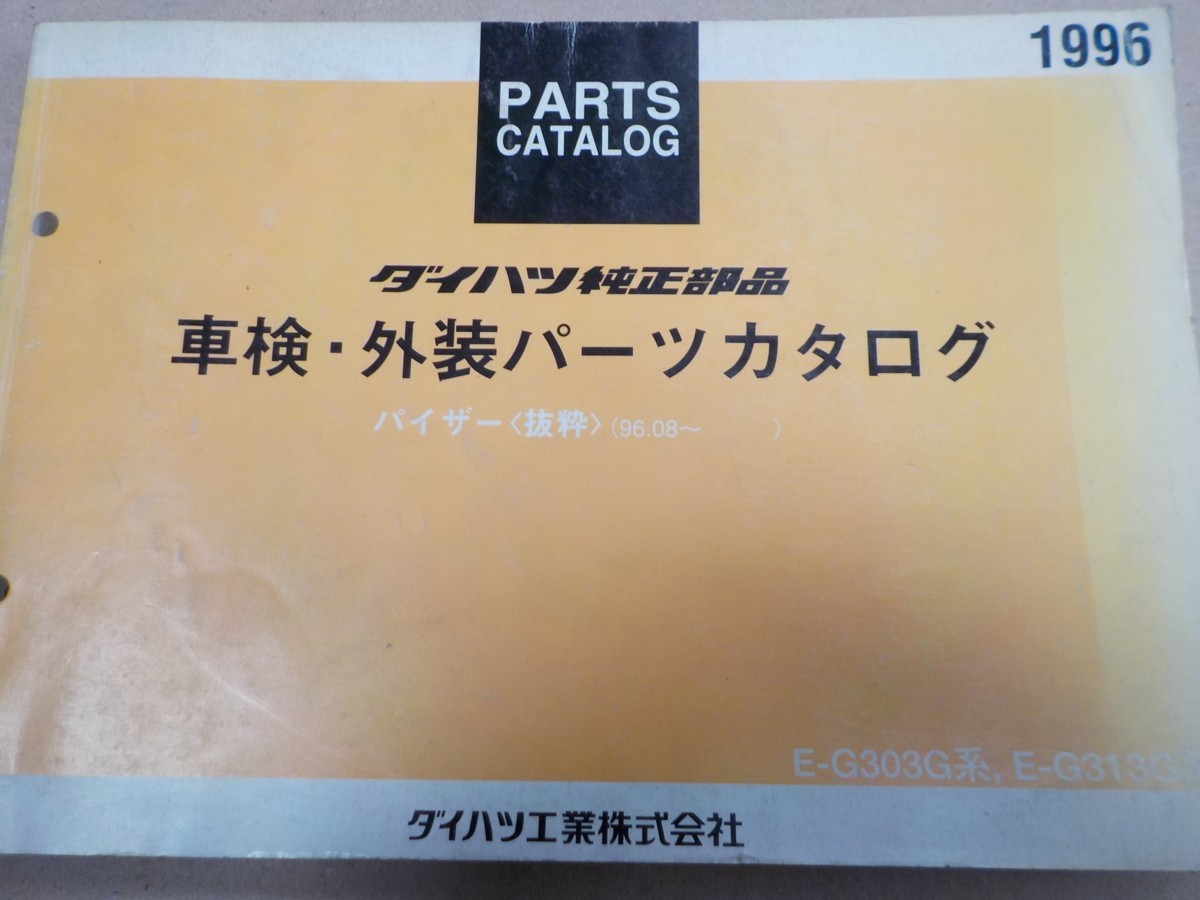 1996
PARTS
CATALOG
ダイハツ純正部品
車検・外装パーツカタログ
パイザー〈抜粋〉(96.08～ )
E-G303G系, E-G313G
ダイハツ工業株式会社